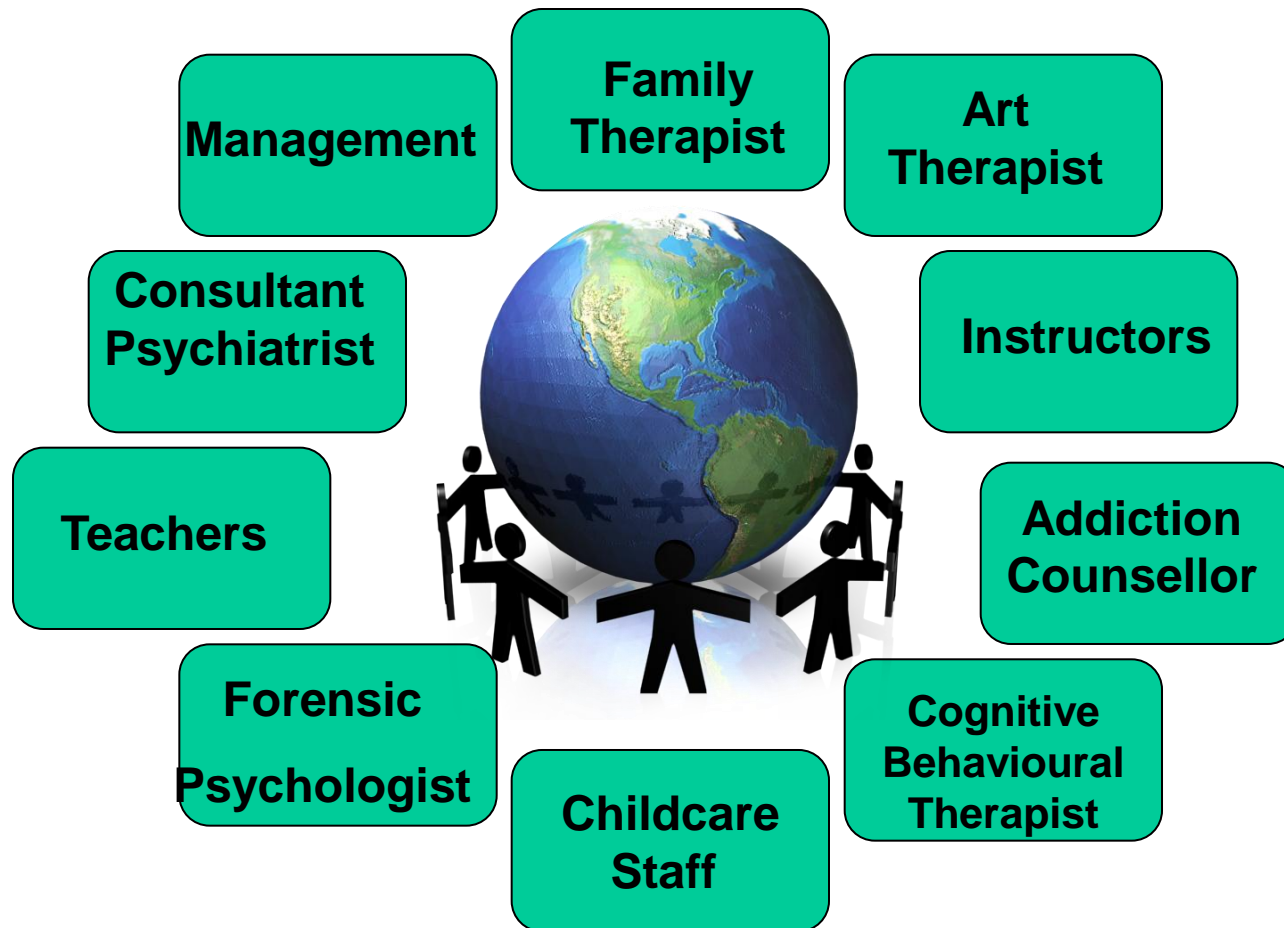 Management
Family
Therapist
Art
Therapist
Consultant
Psychiatrist
Instructors
Teachers
Addiction
Counsellor
Forensic
Psychologist
Cognitive
Behavioural
Therapist
Childcare
Staff